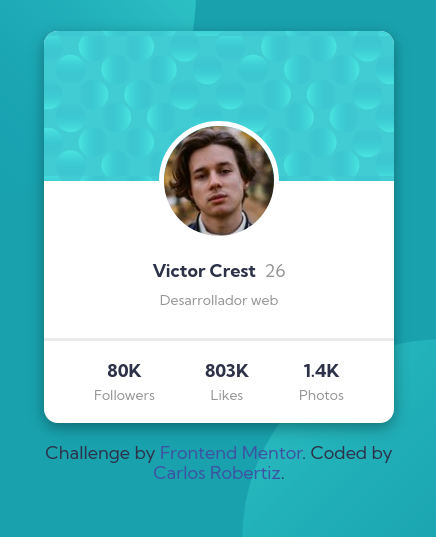 Victor Crest 26
Desarrollador web
80K 803K 1.4K
Followers Likes Photos
Challenge by Frontend Mentor. Coded by
Carlos Robertiz.